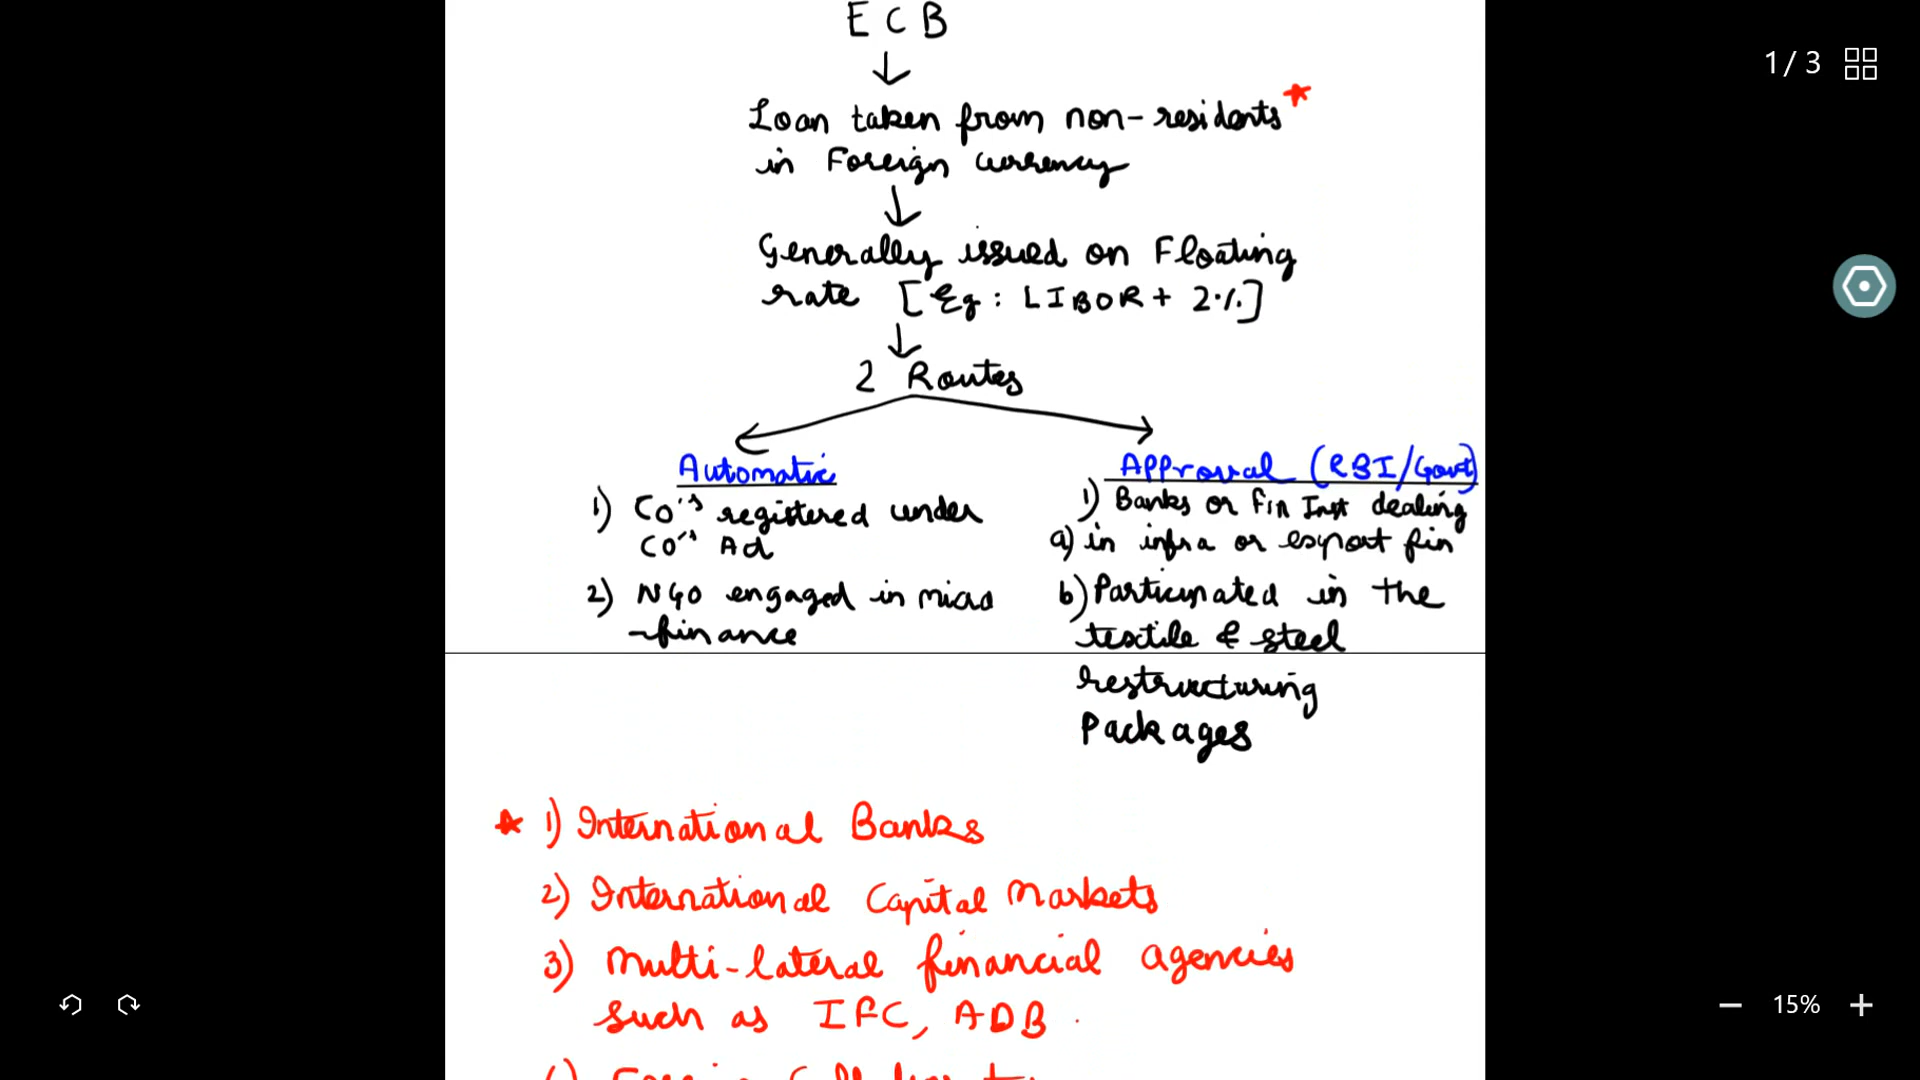 E C B
1/3
Loan taken from non-residents
in Foreign currency
Generally issued on Floating
rate [Eg: LIBOR + 2%]
2 Routes
Automatic
1) Co's registered under
Co's Act
2) NGO engaged in micro
-finance
Approval (RBI/Govt)
1) Banks or Fin Inst dealing
a) in infra or export fin
b) Participated in the
textile & steel
restructuring
Packages
1) International Banks
2) International Capital Markets
3) Multi-lateral financial agencies
such as IFC, ADB.
15%